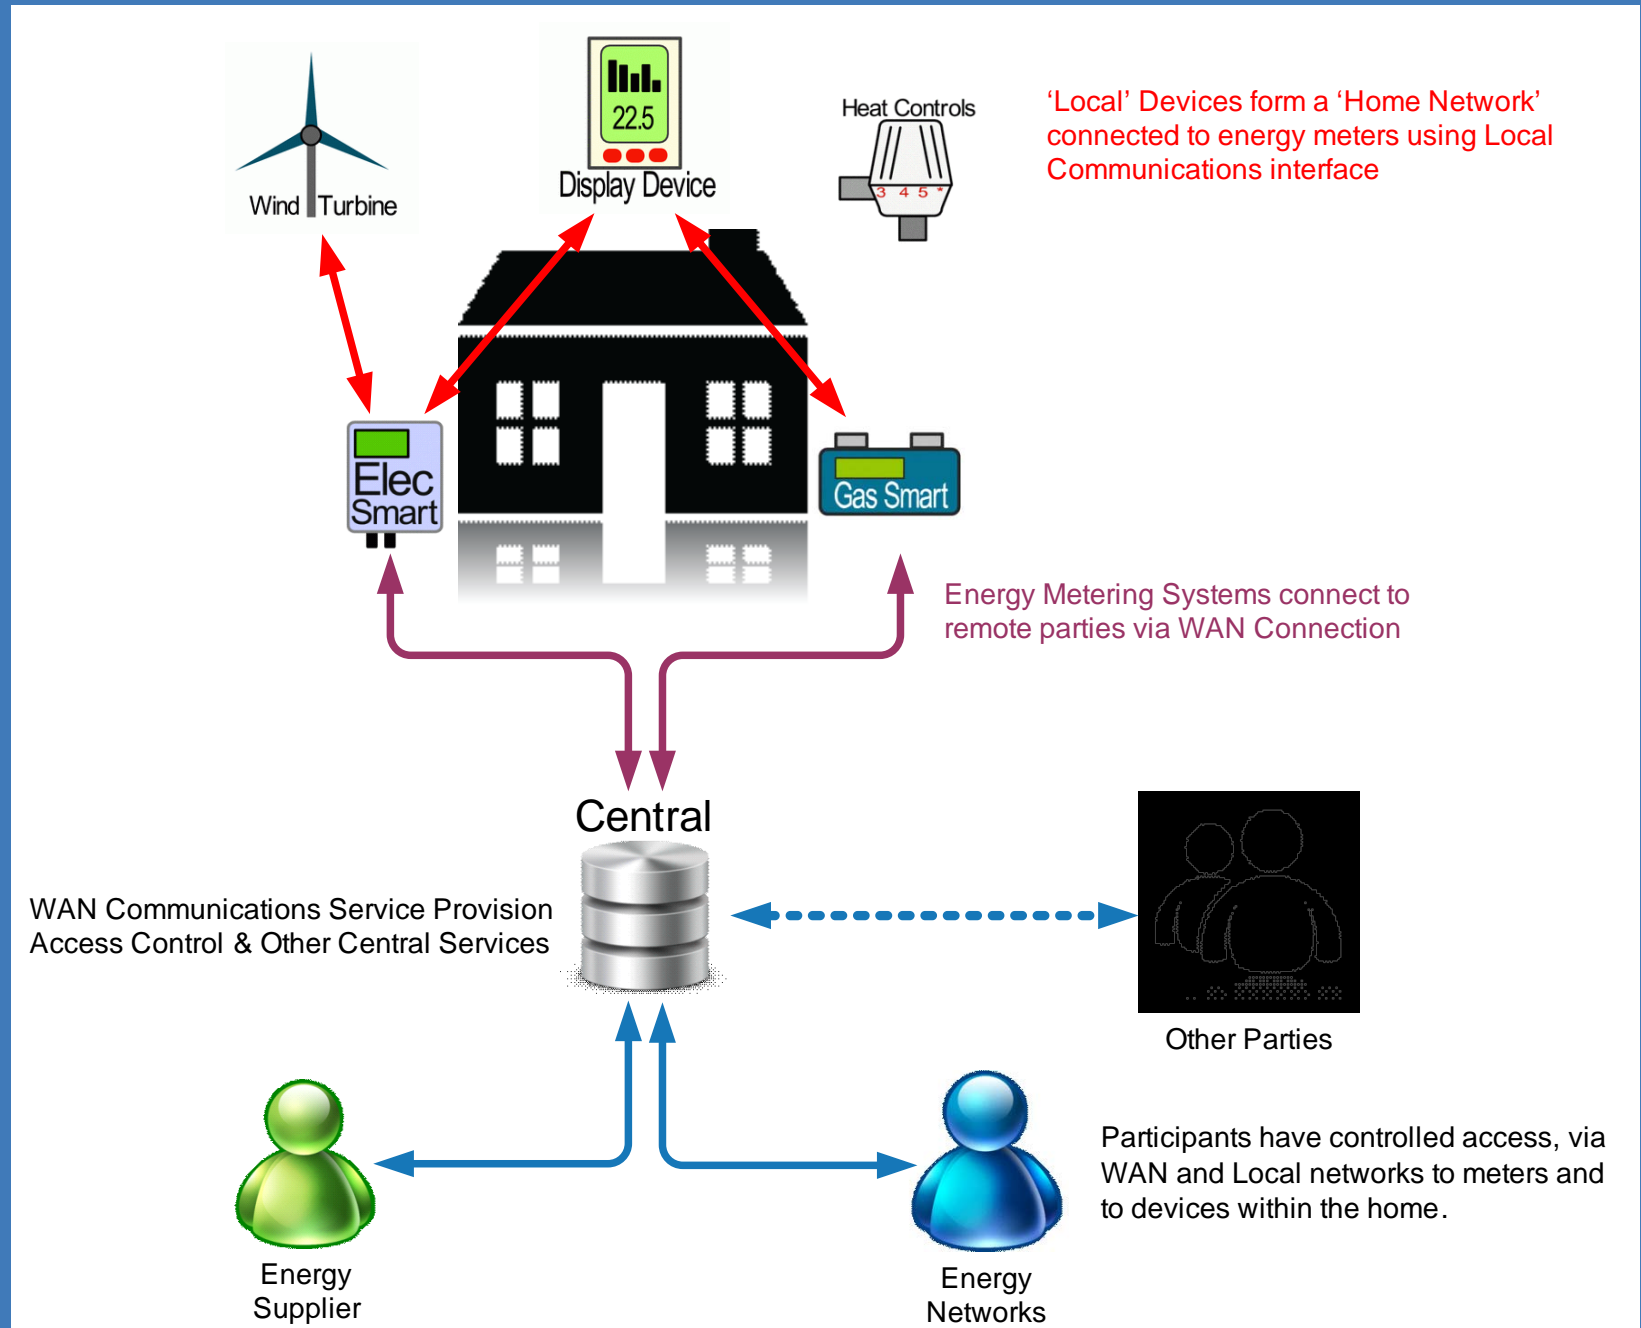 22.5
Display Device
Wind Turbine
Heat Controls
3 4 5 *
‘Local’ Devices form a ‘Home Network’
connected to energy meters using Local
Communications interface
Elec
Smart
Gas Smart
Energy Metering Systems connect to
remote parties via WAN Connection
Central
WAN Communications Service Provision
Access Control & Other Central Services
Other Parties
Participants have controlled access, via
WAN and Local networks to meters and
to devices within the home.
Energy
Supplier
Energy
Networks